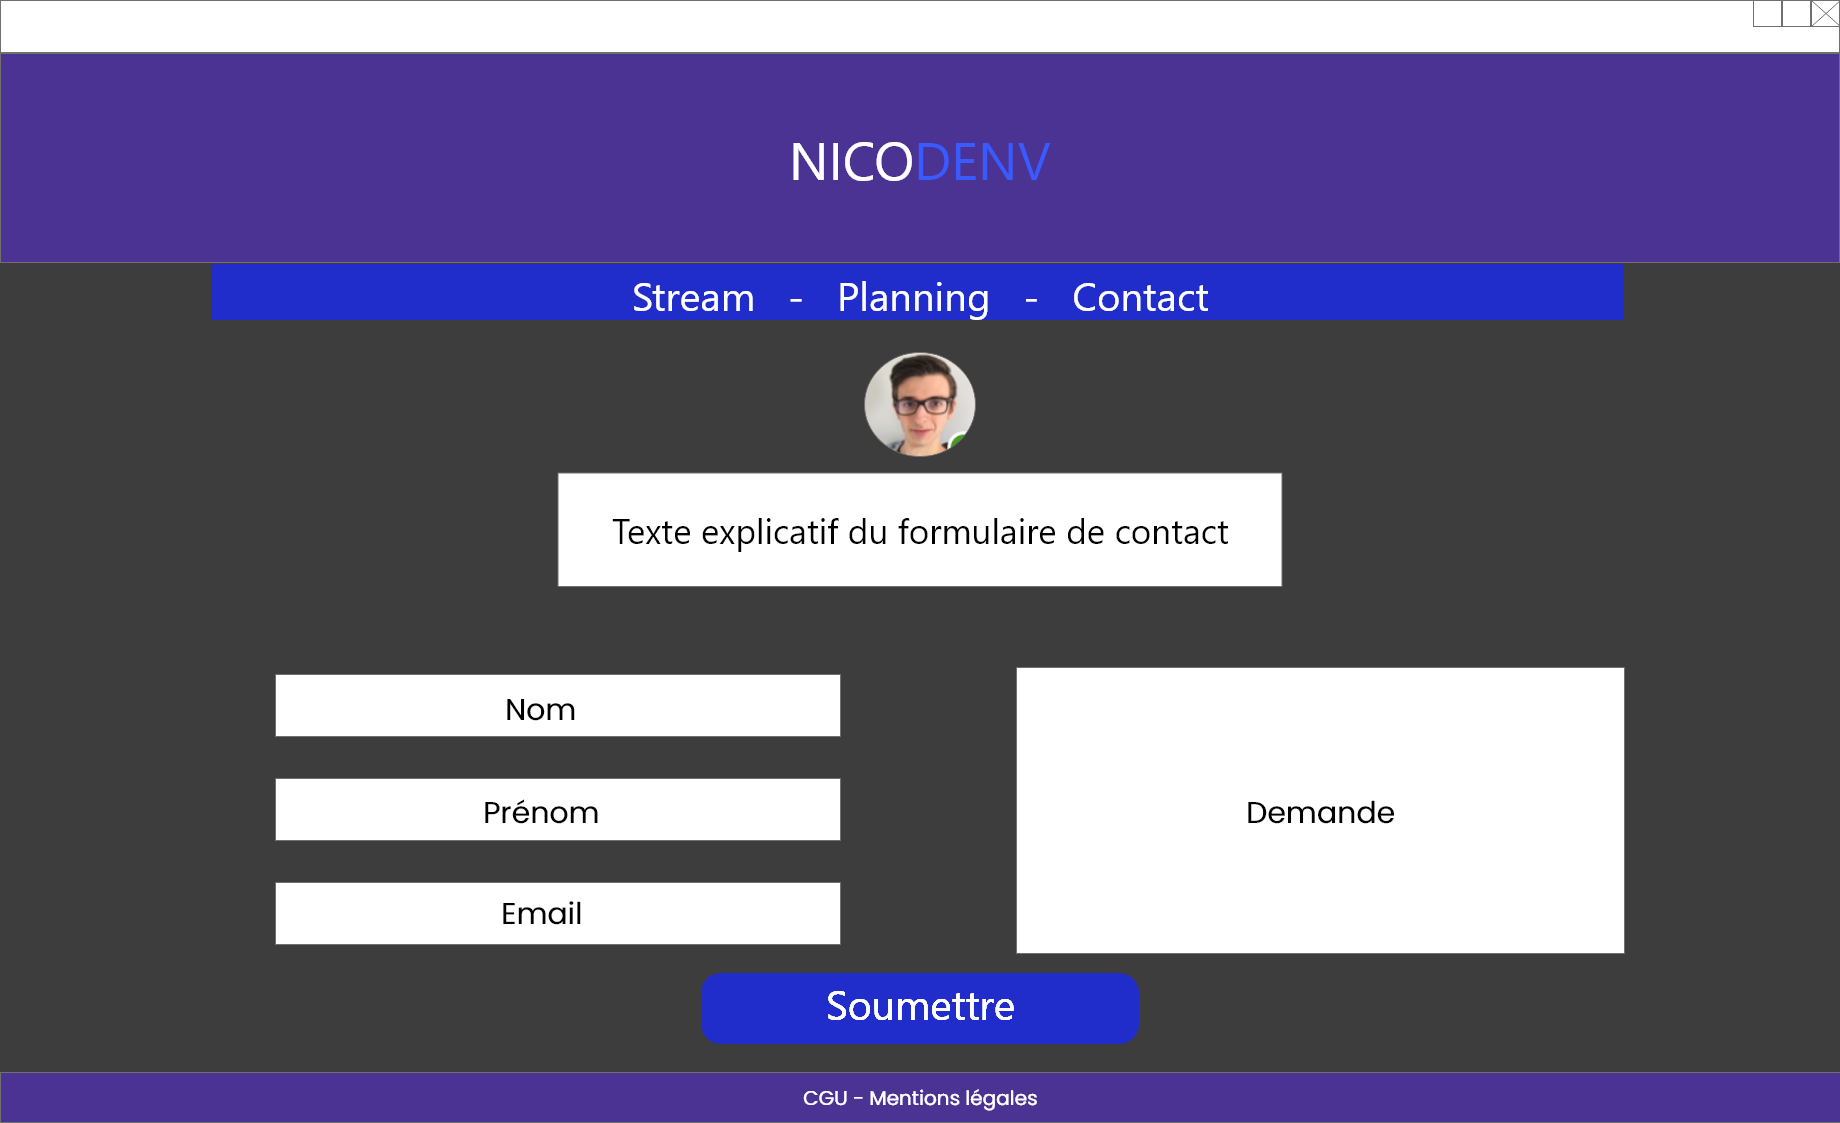 NICODENV
Stream - Planning - Contact
Texte explicatif du formulaire de contact
Nom
Prénom
Email
Demande
Soumettre
CGU - Mentions légales